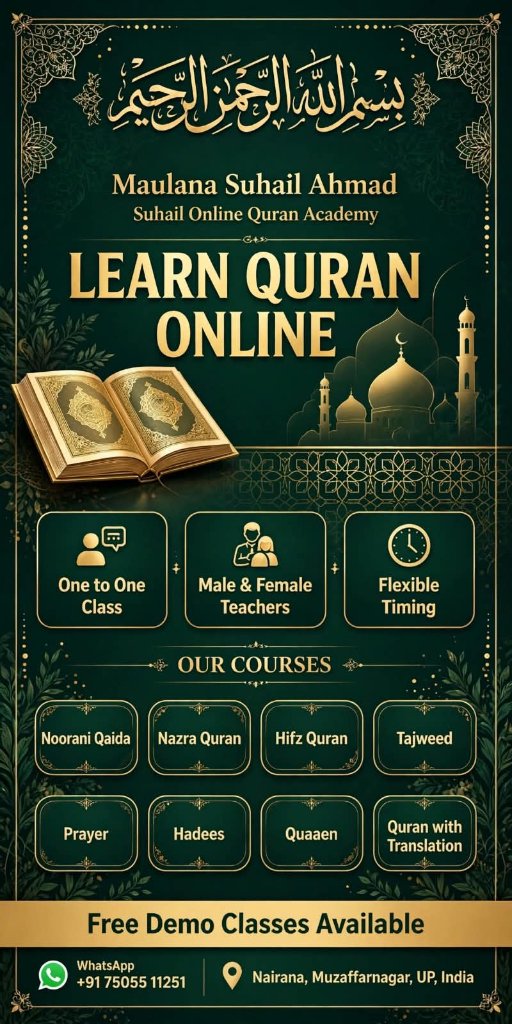 بسم الله الرحمن الرحيم
Maulana Suhail Ahmad
Suhail Online Quran Academy
LEARN QURAN
ONLINE
One to One
Class
Male & Female
Teachers
Flexible
Timing
OUR COURSES
Noorani Qaida
Nazra Quran
Hifz Quran
Tajweed
Prayer
Hadees
Quaaen
Quran with
Translation
Free Demo Classes Available
WhatsApp
+91 75055 11251
Nairana, Muzaffarnagar, UP, India